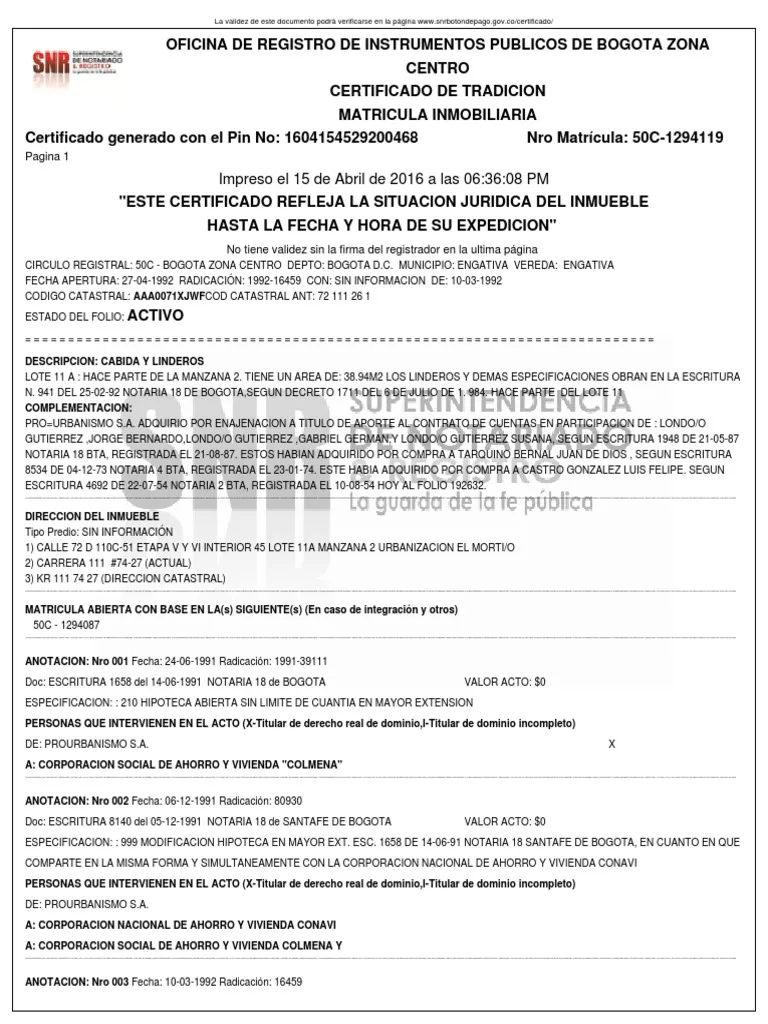 La validez de este documento podrá verificarse en la página www.snrbotondepago.gov.co/certificado/
SNR SUPERINTENDENCIA
DE NOTARIADO
& REGISTRO
La guarda de la fe pública
OFICINA DE REGISTRO DE INSTRUMENTOS PUBLICOS DE BOGOTA ZONA
CENTRO
CERTIFICADO DE TRADICION
MATRICULA INMOBILIARIA
Certificado generado con el Pin No: 1604154529200468 Nro Matrícula: 50C-1294119
Pagina 1
Impreso el 15 de Abril de 2016 a las 06:36:08 PM
"ESTE CERTIFICADO REFLEJA LA SITUACION JURIDICA DEL INMUEBLE
HASTA LA FECHA Y HORA DE SU EXPEDICION"
No tiene validez sin la firma del registrador en la ultima página
CIRCULO REGISTRAL: 50C - BOGOTA ZONA CENTRO DEPTO: BOGOTA D.C. MUNICIPIO: ENGATIVA VEREDA: ENGATIVA
FECHA APERTURA: 27-04-1992 RADICACIÓN: 1992-16459 CON: SIN INFORMACION DE: 10-03-1992
CODIGO CATASTRAL: AAA0071XJWFCOD CATASTRAL ANT: 72 111 26 1
ESTADO DEL FOLIO: ACTIVO
= = = = = = = = = = = = = = = = = = = = = = = = = = = = = = = = = = = = = = = = = = = = = = = = = = = = = = = = = = = = = = = = = = = = = = = = =
DESCRIPCION: CABIDA Y LINDEROS
LOTE 11 A : HACE PARTE DE LA MANZANA 2. TIENE UN AREA DE: 38.94M2 LOS LINDEROS Y DEMAS ESPECIFICACIONES OBRAN EN LA ESCRITURA
N. 941 DEL 25-02-92 NOTARIA 18 DE BOGOTA,SEGUN DECRETO 1711 DEL 6 DE JULIO DE 1. 984. HACE PARTE DEL LOTE 11
COMPLEMENTACION:
PRO=URBANISMO S.A. ADQUIRIO POR ENAJENACION A TITULO DE APORTE AL CONTRATO DE CUENTAS EN PARTICIPACION DE : LONDO/O
GUTIERREZ ,JORGE BERNARDO,LONDO/O GUTIERREZ ,GABRIEL GERMAN,Y LONDO/O GUTIERREZ SUSANA,SEGUN ESCRITURA 1948 DE 21-05-87
NOTARIA 18 BTA, REGISTRADA EL 21-08-87. ESTOS HABIAN ADQUIRIDO POR COMPRA A TARQUINO BERNAL JUAN DE DIOS , SEGUN ESCRITURA
8534 DE 04-12-73 NOTARIA 4 BTA, REGISTRADA EL 23-01-74. ESTE HABIA ADQUIRIDO POR COMPRA A CASTRO GONZALEZ LUIS FELIPE. SEGUN
ESCRITURA 4692 DE 22-07-54 NOTARIA 2 BTA, REGISTRADA EL 10-08-54 HOY AL FOLIO 192632.
SNR SUPERINTENDENCIA
DE NOTARIADO
& REGISTRO
La guarda de la fe pública
DIRECCION DEL INMUEBLE
Tipo Predio: SIN INFORMACIÓN
1) CALLE 72 D 110C-51 ETAPA V Y VI INTERIOR 45 LOTE 11A MANZANA 2 URBANIZACION EL MORTI/O
2) CARRERA 111 #74-27 (ACTUAL)
3) KR 111 74 27 (DIRECCION CATASTRAL)
MATRICULA ABIERTA CON BASE EN LA(s) SIGUIENTE(s) (En caso de integración y otros)
50C - 1294087
ANOTACION: Nro 001 Fecha: 24-06-1991 Radicación: 1991-39111
Doc: ESCRITURA 1658 del 14-06-1991 NOTARIA 18 de BOGOTA VALOR ACTO: $0
ESPECIFICACION: : 210 HIPOTECA ABIERTA SIN LIMITE DE CUANTIA EN MAYOR EXTENSION
PERSONAS QUE INTERVIENEN EN EL ACTO (X-Titular de derecho real de dominio,I-Titular de dominio incompleto)
DE: PROURBANISMO S.A. X
A: CORPORACION SOCIAL DE AHORRO Y VIVIENDA "COLMENA"
ANOTACION: Nro 002 Fecha: 06-12-1991 Radicación: 80930
Doc: ESCRITURA 8140 del 05-12-1991 NOTARIA 18 de SANTAFE DE BOGOTA VALOR ACTO: $0
ESPECIFICACION: : 999 MODIFICACION HIPOTECA EN MAYOR EXT. ESC. 1658 DE 14-06-91 NOTARIA 18 SANTAFE DE BOGOTA, EN CUANTO EN QUE
COMPARTE EN LA MISMA FORMA Y SIMULTANEAMENTE CON LA CORPORACION NACIONAL DE AHORRO Y VIVIENDA CONAVI
PERSONAS QUE INTERVIENEN EN EL ACTO (X-Titular de derecho real de dominio,I-Titular de dominio incompleto)
DE: PROURBANISMO S.A.
A: CORPORACION NACIONAL DE AHORRO Y VIVIENDA CONAVI
A: CORPORACION SOCIAL DE AHORRO Y VIVIENDA COLMENA Y
ANOTACION: Nro 003 Fecha: 10-03-1992 Radicación: 16459